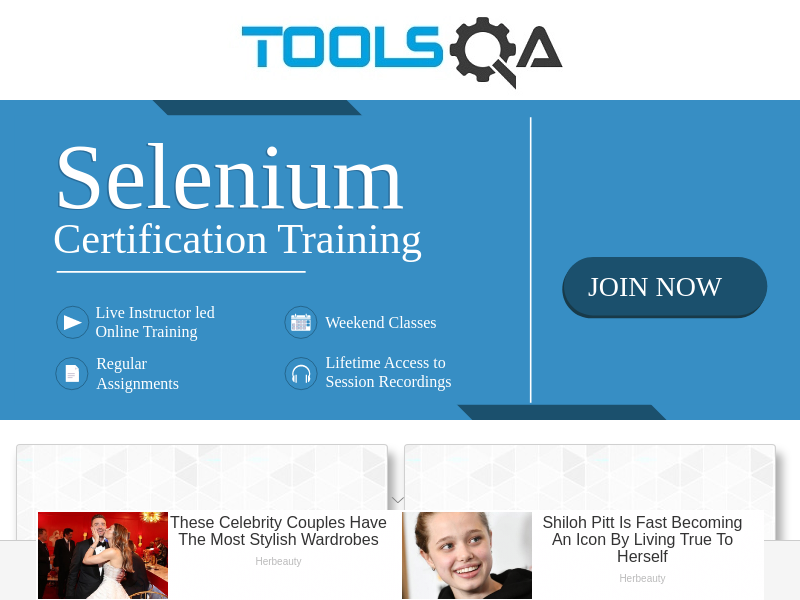 TOOLSQA
Selenium
Certification Training
JOIN NOW
Live Instructor led
Online Training
Weekend Classes
Regular
Assignments
Lifetime Access to
Session Recordings
These Celebrity Couples Have
The Most Stylish Wardrobes
Herbeauty
Shiloh Pitt Is Fast Becoming
An Icon By Living True To
Herself
Herbeauty